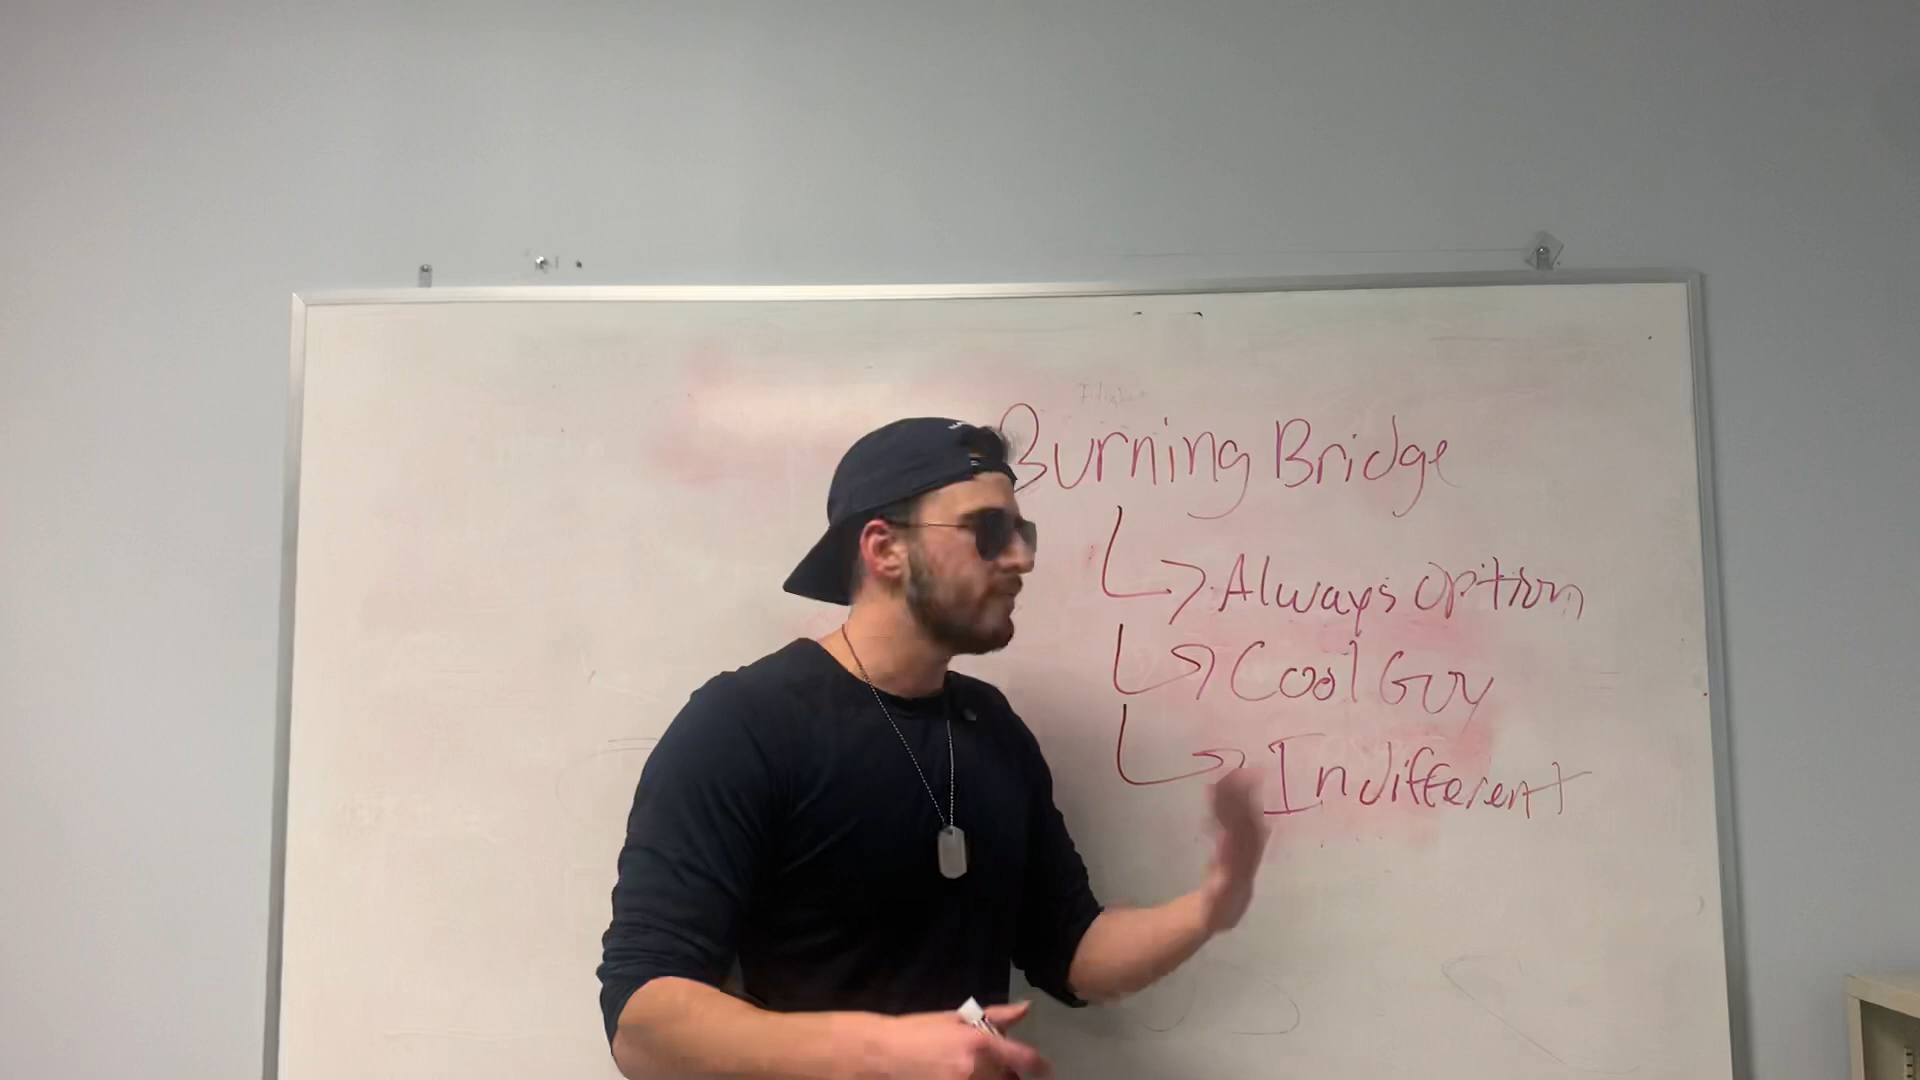 Burning Bridge
Always option
Cool Guy
Indifferent